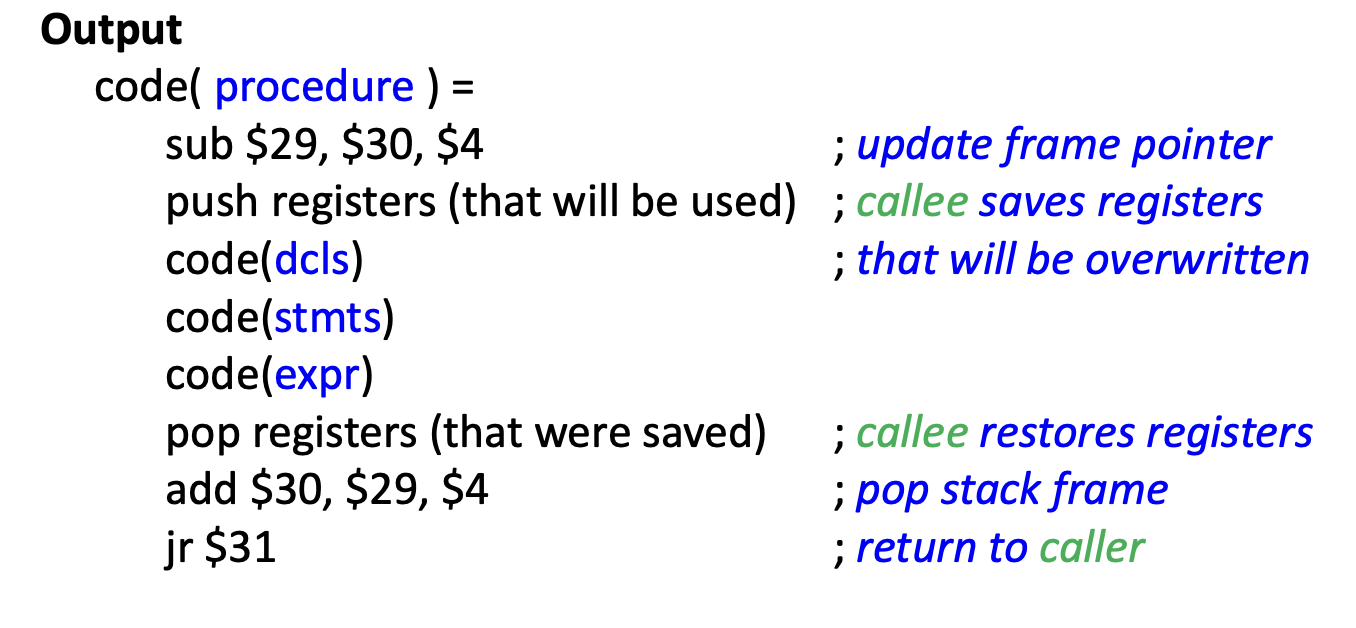 Output
code( procedure ) =
sub $29, $30, $4 ; update frame pointer
push registers (that will be used) ; callee saves registers
code(dcls) ; that will be overwritten
code(stmts)
code(expr)
pop registers (that were saved) ; callee restores registers
add $30, $29, $4 ; pop stack frame
jr $31 ; return to caller